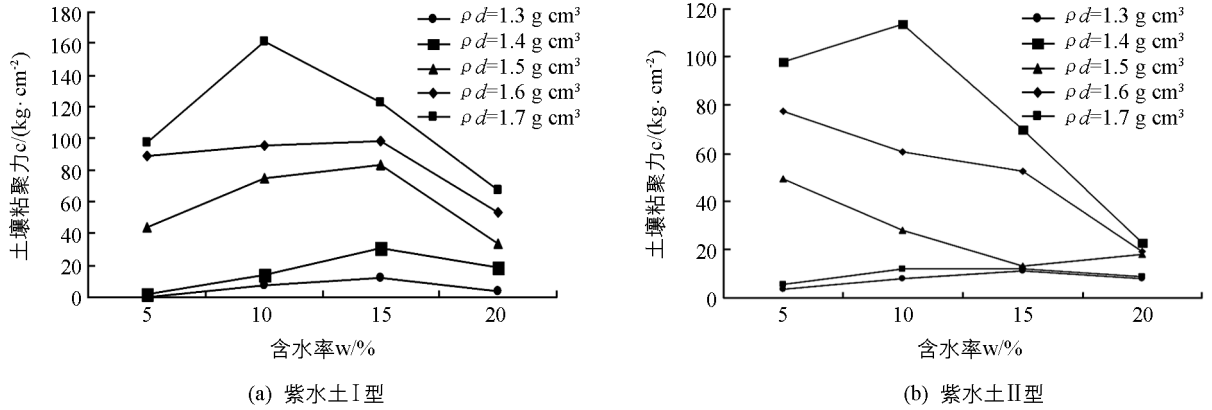 180
160
140
120
100
80
60
40
20
0
土壤粘聚力c/(kg·cm⁻²)
5 10 15 20
含水率w/%
ρd=1.3 g cm³
ρd=1.4 g cm³
ρd=1.5 g cm³
ρd=1.6 g cm³
ρd=1.7 g cm³
(a) 紫水土I型
120
100
80
60
40
20
0
土壤粘聚力c/(kg·cm⁻²)
5 10 15 20
含水率w/%
ρd=1.3 g cm³
ρd=1.4 g cm³
ρd=1.5 g cm³
ρd=1.6 g cm³
ρd=1.7 g cm³
(b) 紫水土II型